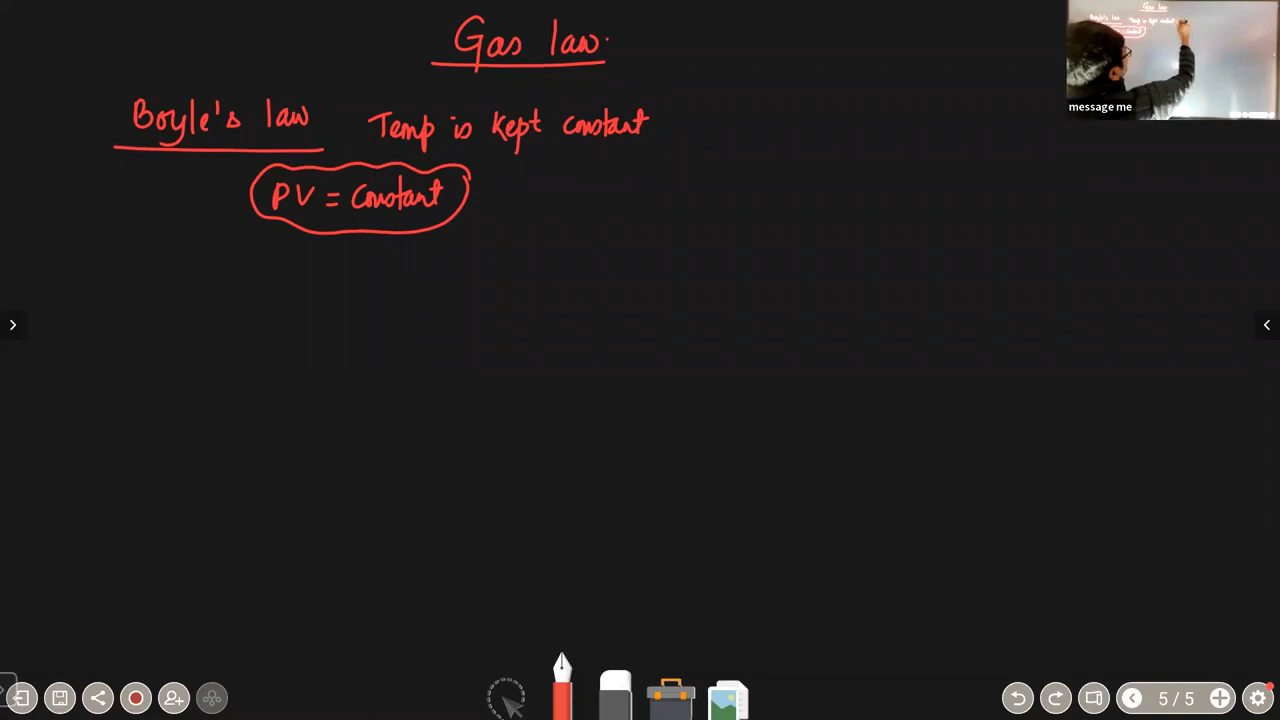 Gas law.
Boyle's law Temp is kept constant
PV = Constant
message me
5/5